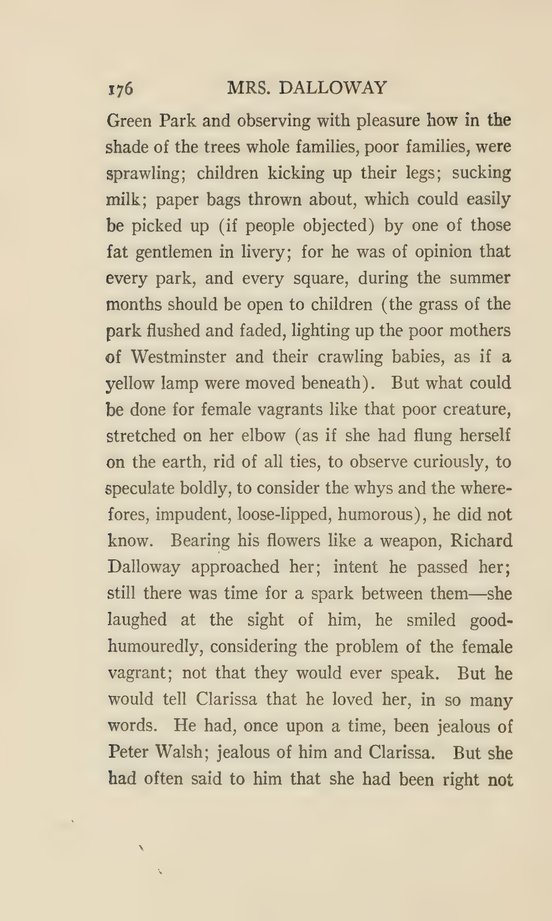 176 MRS. DALLOWAY
Green Park and observing with pleasure how in the
shade of the trees whole families, poor families, were
sprawling; children kicking up their legs; sucking
milk; paper bags thrown about, which could easily
be picked up (if people objected) by one of those
fat gentlemen in livery; for he was of opinion that
every park, and every square, during the summer
months should be open to children (the grass of the
park flushed and faded, lighting up the poor mothers
of Westminster and their crawling babies, as if a
yellow lamp were moved beneath). But what could
be done for female vagrants like that poor creature,
stretched on her elbow (as if she had flung herself
on the earth, rid of all ties, to observe curiously, to
speculate boldly, to consider the whys and the where-
fores, impudent, loose-lipped, humorous), he did not
know. Bearing his flowers like a weapon, Richard
Dalloway approached her; intent he passed her;
still there was time for a spark between them—she
laughed at the sight of him, he smiled good-
humouredly, considering the problem of the female
vagrant; not that they would ever speak. But he
would tell Clarissa that he loved her, in so many
words. He had, once upon a time, been jealous of
Peter Walsh; jealous of him and Clarissa. But she
had often said to him that she had been right not